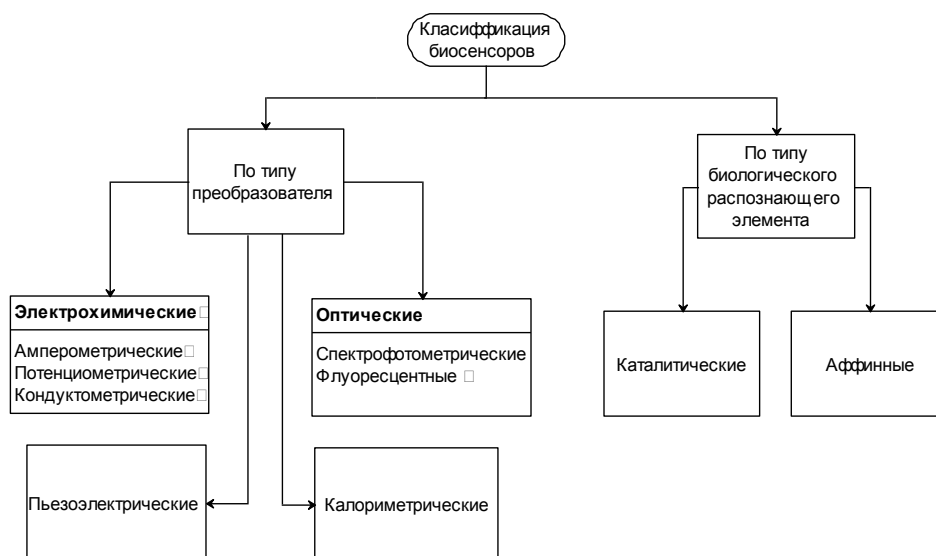 Класиффикация
биосенсоров
По типу
преобразователя
По типу
биологического
распознающего
элемента
Электрохимические
Амперометрические
Потенциометрические
Кондуктометрические
Оптические
Спектрофотометрические
Флуоресцентные
Каталитические
Аффинные
Пьезоэлектрические
Калориметрические